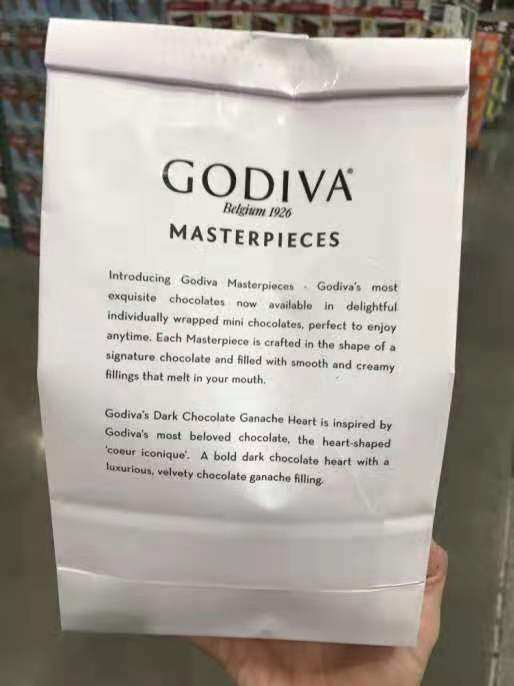 GODIVA
Belgium 1926
MASTERPIECES
Introducing Godiva Masterpieces - Godiva's most
exquisite chocolates now available in delightful
individually wrapped mini chocolates, perfect to enjoy
anytime. Each Masterpiece is crafted in the shape of a
signature chocolate and filled with smooth and creamy
fillings that melt in your mouth.
Godiva's Dark Chocolate Ganache Heart is inspired by
Godiva's most beloved chocolate, the heart-shaped
'coeur iconique'. A bold dark chocolate heart with a
luxurious, velvety chocolate ganache filling.